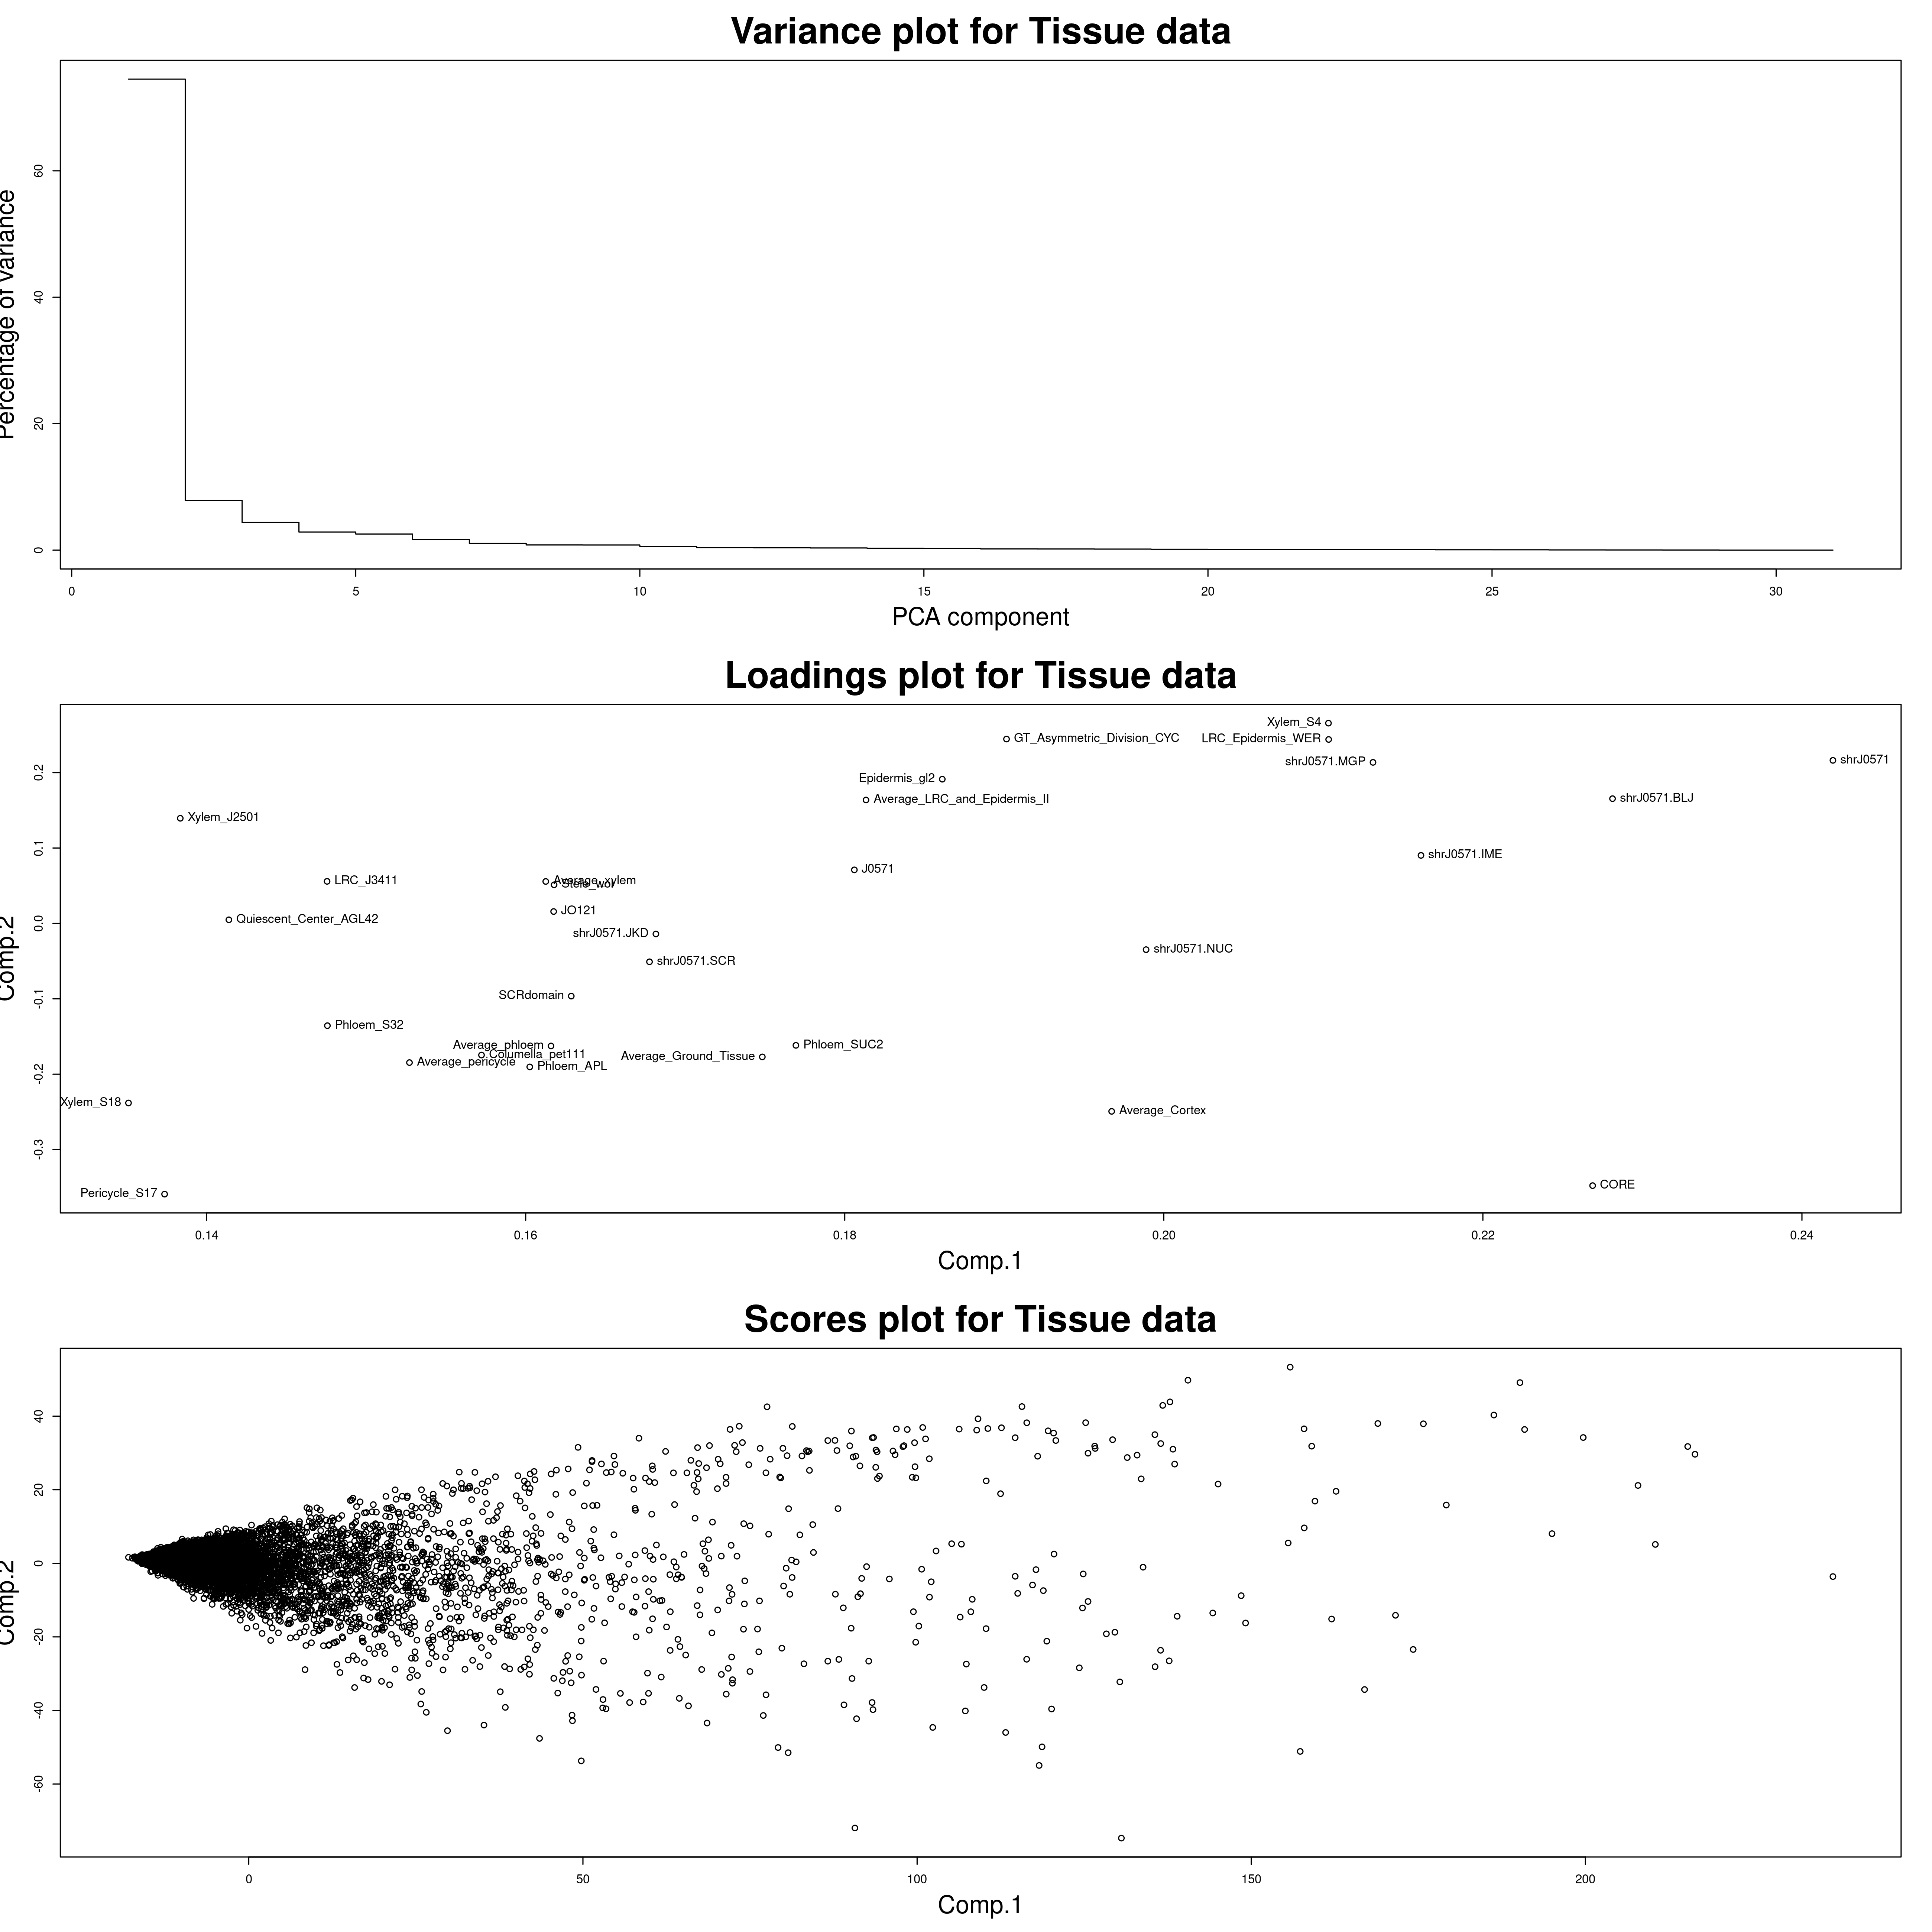 Variance plot for Tissue data
Percentage of variance
60
40
20
0
0 5 10 15 20 25 30
PCA component
Loadings plot for Tissue data
Comp.2
0.2
0.1
0.0
-0.1
-0.2
-0.3
Xylem_S4
GT_Asymmetric_Division_CYC
LRC_Epidermis_WER
shrJ0571
shrJ0571.MGP
Epidermis_gl2
Average_LRC_and_Epidermis_II
shrJ0571.BLJ
Xylem_J2501
shrJ0571.IME
J0571
LRC_J3411
Average_xylem
Stele_wol
JO121
Quiescent_Center_AGL42
shrJ0571.JKD
shrJ0571.NUC
shrJ0571.SCR
SCRdomain
Phloem_S32
Average_phloem
Phloem_SUC2
Columella_pet111
Average_Ground_Tissue
Average_pericycle
Phloem_APL
Xylem_S18
Average_Cortex
CORE
Pericycle_S17
0.14 0.16 0.18 0.20 0.22 0.24
Comp.1
Scores plot for Tissue data
Comp.2
40
20
0
-20
-40
-60
0 50 100 150 200
Comp.1